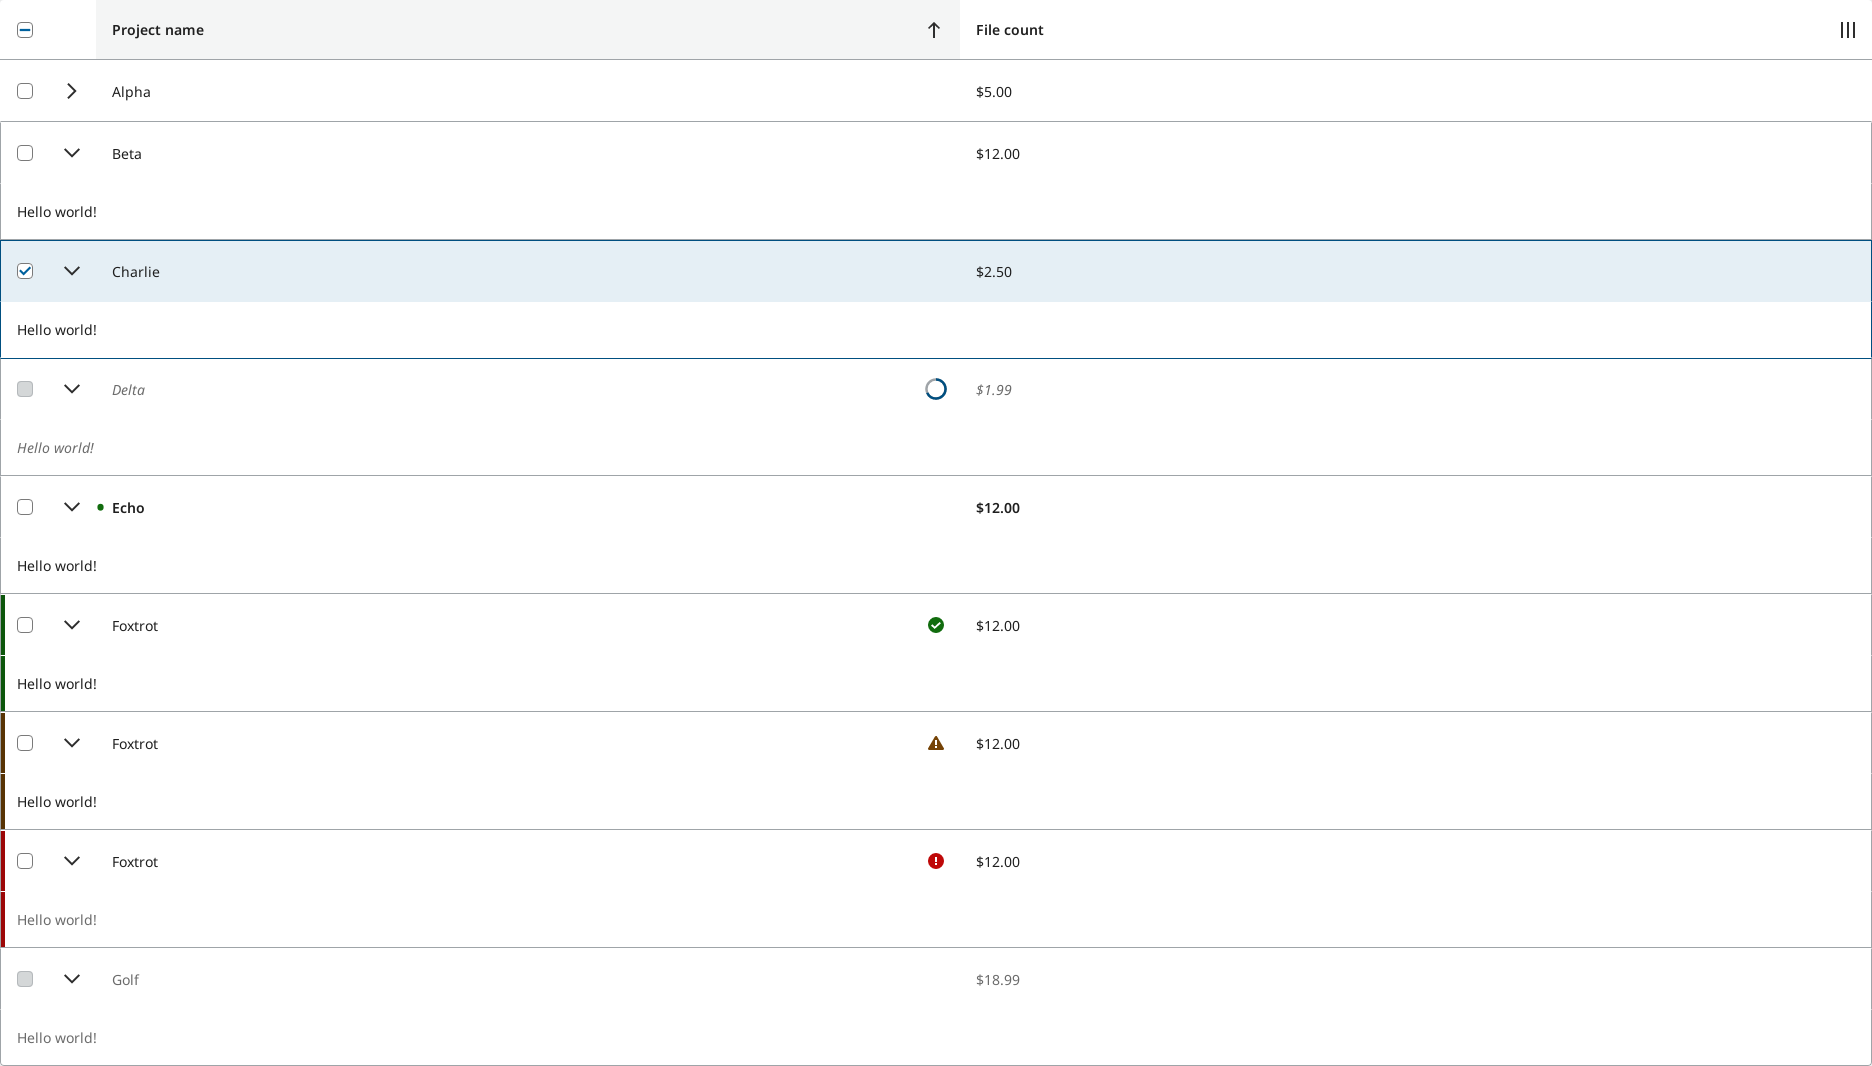 Project name File count
Alpha $5.00
Beta $12.00
Hello world!
Charlie $2.50
Hello world!
Delta $1.99
Hello world!
Echo $12.00
Hello world!
Foxtrot $12.00
Hello world!
Foxtrot $12.00
Hello world!
Foxtrot $12.00
Hello world!
Golf $18.99
Hello world!